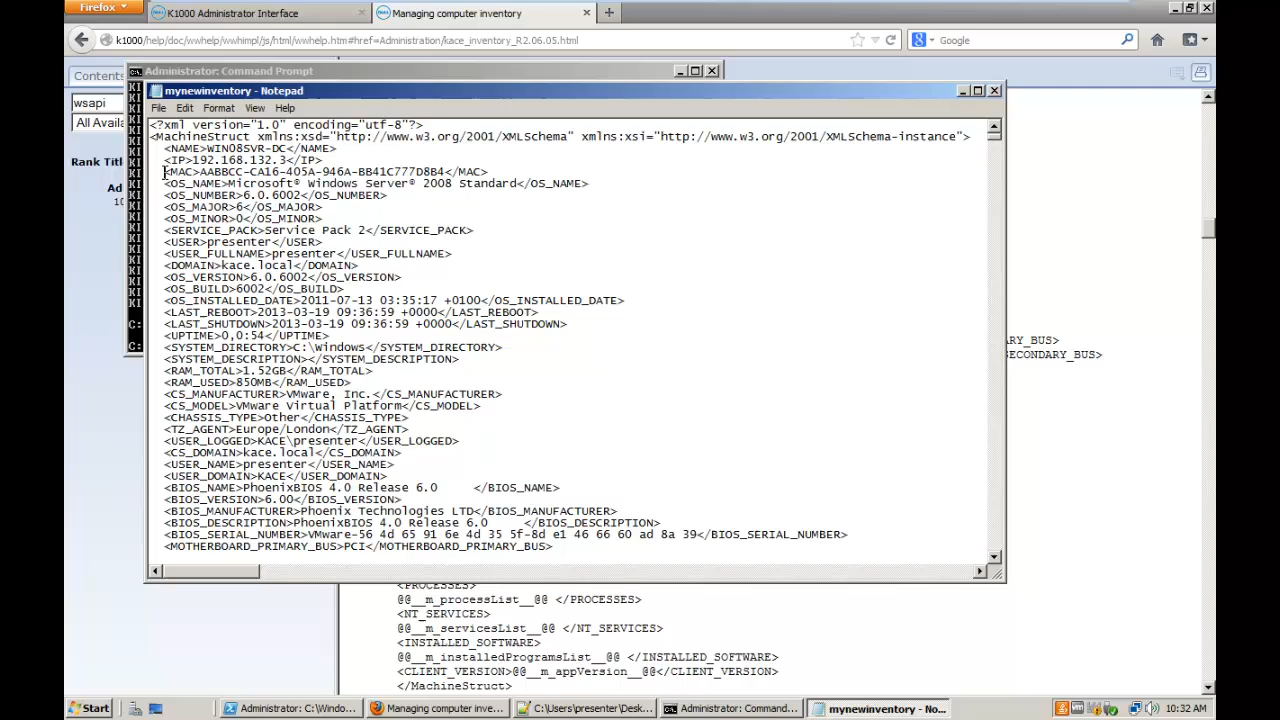 Firefox
K1000 Administrator Interface
Managing computer inventory
k1000/help/doc/wwhelp/wwhimpl/js/html/wwhelp.htm#href=Administration/kace_inventory_R2.06.05.html
Google
Contents
Administrator: Command Prompt
mynewinventory - Notepad
wsapi
File Edit Format View Help
All Availa
Rank Title
Ad
10
<?xml version="1.0" encoding="utf-8"?>
<MachineStruct xmlns:xsd="http://www.w3.org/2001/XMLSchema" xmlns:xsi="http://www.w3.org/2001/XMLSchema-instance">
<NAME>WIN08SVR-DC</NAME>
<IP>192.168.132.3</IP>
<MAC>AABBCC-CA16-405A-946A-BB41C777D8B4</MAC>
<OS_NAME>Microsoft® Windows Server® 2008 Standard</OS_NAME>
<OS_NUMBER>6.0.6002</OS_NUMBER>
<OS_MAJOR>6</OS_MAJOR>
<OS_MINOR>0</OS_MINOR>
<SERVICE_PACK>Service Pack 2</SERVICE_PACK>
<USER>presenter</USER>
<USER_FULLNAME>presenter</USER_FULLNAME>
<DOMAIN>kace.local</DOMAIN>
<OS_VERSION>6.0.6002</OS_VERSION>
<OS_BUILD>6002</OS_BUILD>
<OS_INSTALLED_DATE>2011-07-13 03:35:17 +0100</OS_INSTALLED_DATE>
<LAST_REBOOT>2013-03-19 09:36:59 +0000</LAST_REBOOT>
<LAST_SHUTDOWN>2013-03-19 09:36:59 +0000</LAST_SHUTDOWN>
<UPTIME>0,0:54</UPTIME>
<SYSTEM_DIRECTORY>C:\Windows</SYSTEM_DIRECTORY>
<SYSTEM_DESCRIPTION></SYSTEM_DESCRIPTION>
<RAM_TOTAL>1.52GB</RAM_TOTAL>
<RAM_USED>850MB</RAM_USED>
<CS_MANUFACTURER>VMware, Inc.</CS_MANUFACTURER>
<CS_MODEL>VMware Virtual Platform</CS_MODEL>
<CHASSIS_TYPE>Other</CHASSIS_TYPE>
<TZ_AGENT>Europe/London</TZ_AGENT>
<USER_LOGGED>KACE\presenter</USER_LOGGED>
<CS_DOMAIN>kace.local</CS_DOMAIN>
<USER_NAME>presenter</USER_NAME>
<USER_DOMAIN>KACE</USER_DOMAIN>
<BIOS_NAME>PhoenixBIOS 4.0 Release 6.0 </BIOS_NAME>
<BIOS_VERSION>6.00</BIOS_VERSION>
<BIOS_MANUFACTURER>Phoenix Technologies LTD</BIOS_MANUFACTURER>
<BIOS_DESCRIPTION>PhoenixBIOS 4.0 Release 6.0 </BIOS_DESCRIPTION>
<BIOS_SERIAL_NUMBER>VMware-56 4d 65 91 6e 4d 35 5f-8d e1 46 66 60 ad 8a 39</BIOS_SERIAL_NUMBER>
<MOTHERBOARD_PRIMARY_BUS>PCI</MOTHERBOARD_PRIMARY_BUS>
ARY_BUS>
ECONDARY_BUS>
C:
C:
<PROCESSES>
@@__m_processList__@@ </PROCESSES>
<NT_SERVICES>
@@__m_servicesList__@@ </NT_SERVICES>
<INSTALLED_SOFTWARE>
@@__m_installedProgramsList__@@ </INSTALLED_SOFTWARE>
<CLIENT_VERSION>@@__m_appVersion__@@</CLIENT_VERSION>
</MachineStruct>
Start
Administrator: C:\Windo...
Managing computer inve...
C:\Users\presenter\Desk...
Administrator: Comman...
mynewinventory - No...
10:32 AM